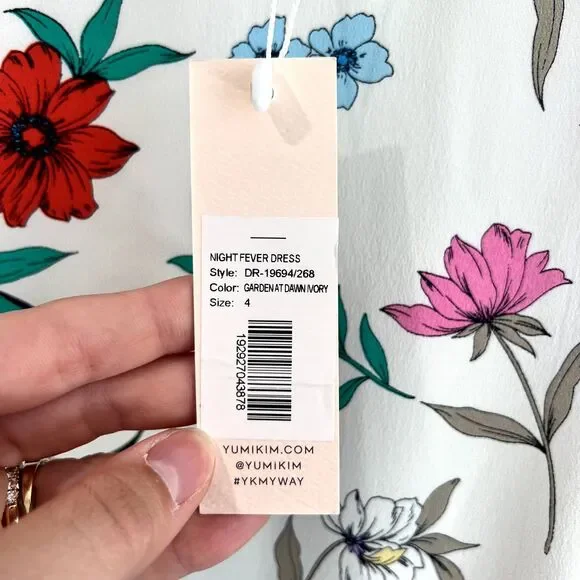 NIGHT FEVER DRESS
Style: DR-19694/268
Color: GARDEN AT DAWN IVORY
Size: 4
192927043878
YUMIKIM.COM
@YUMIKIM
#YKMYWAY